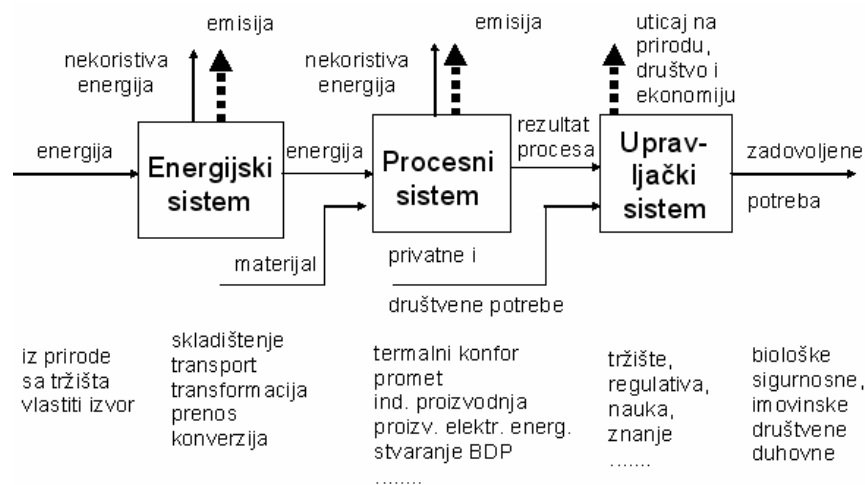 emisija
nekoristiva
energija
emisija
nekoristiva
energija
uticaj na
prirodu,
društvo i
ekonomiju
energija
Energijski
sistem
energija
Procesni
sistem
rezultat
procesa
Uprav-
ljački
sistem
zadovoljene
potreba
materijal
privatne i
društvene potrebe
iz prirode
sa tržišta
vlastiti izvor
skladištenje
transport
transformacija
prenos
konverzija
termalni konfor
promet
ind. proizvodnja
proizv. elektr. energ.
stvaranje BDP
........
tržište,
regulativa,
nauka,
znanje
.......
biološke
sigurnosne,
imovinske
društvene
duhovne